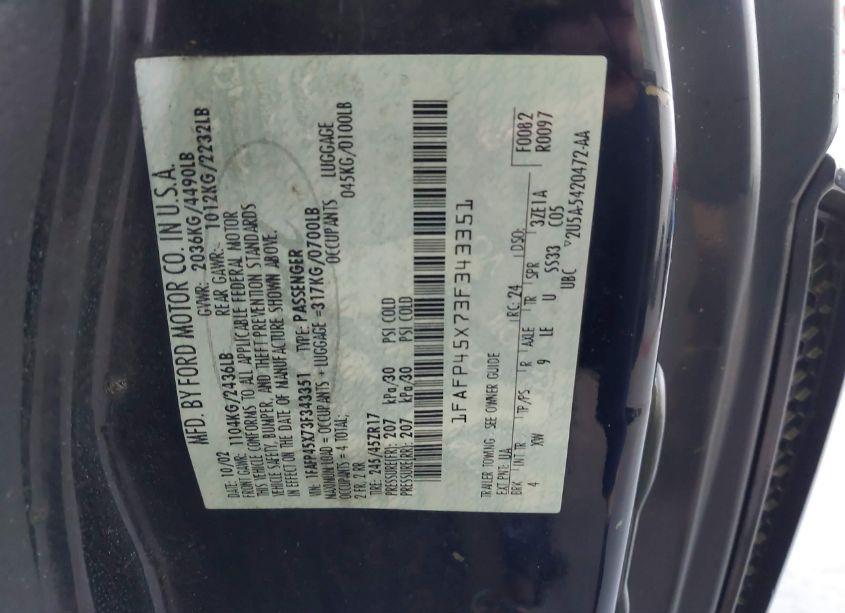 MFD. BY FORD MOTOR CO. IN U.S.A.
DATE: 10/02 GVWR: 2036KG/4490LB
FRONT GAWR: 1104KG/2436LB REAR GAWR: 1012KG/2232LB
THIS VEHICLE CONFORMS TO ALL APPLICABLE FEDERAL MOTOR
VEHICLE SAFETY, BUMPER, AND THEFT PREVENTION STANDARDS
IN EFFECT ON THE DATE OF MANUFACTURE SHOWN ABOVE.
VIN: 1FAFP45X73F343351 TYPE: PASSENGER
MAXIMUM LOAD = OCCUPANTS + LUGGAGE =317KG/0700LB
OCCUPANTS = 4 TOTAL; OCCUPANTS LUGGAGE
2 FR, 2 RR 045KG/0100LB
TIRE: 245/45ZR17
PRESSURE(FR): 207 kPa/30 PSI COLD
PRESSURE(RR): 207 kPa/30 PSI COLD
1FAFP45X73F343351
TRAILER TOWING - SEE OWNER GUIDE F0082
EXT. PNT: UA RC: 24 DSO: R0097
BRK INT TR TP/PS R AXLE TR SPR 3ZE1A
4 XW 9 LE U SS33 C05
UBC ▽2U5A-5420472-AA